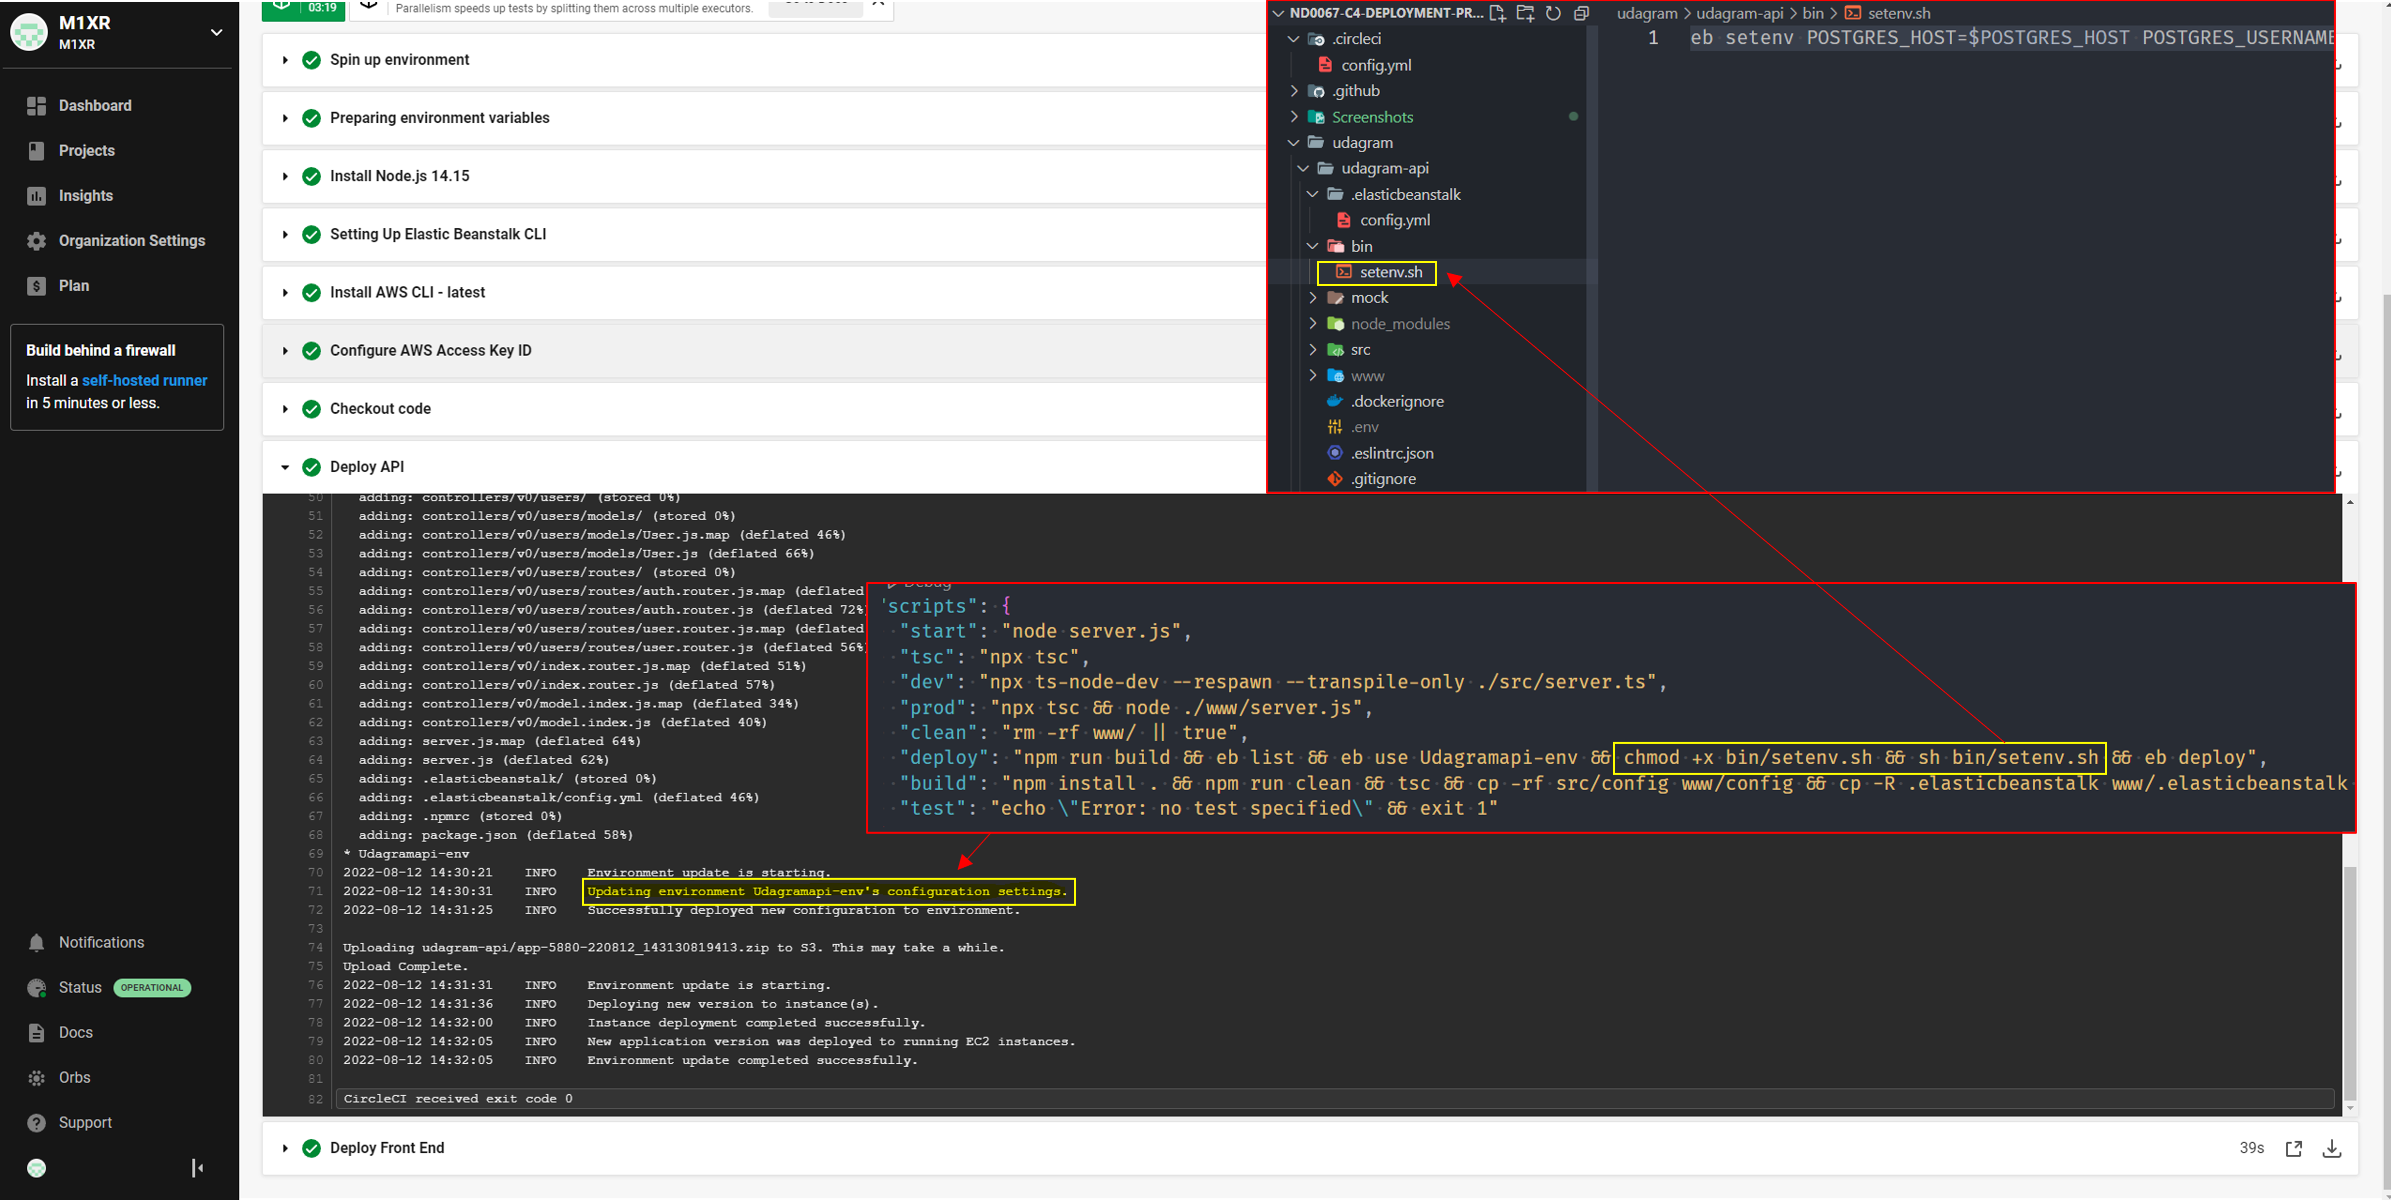 M1XR
M1XR
Dashboard
Projects
Insights
Organization Settings
Plan
Build behind a firewall
Install a self-hosted runner
in 5 minutes or less.
Notifications
Status OPERATIONAL
Docs
Orbs
Support
03:19
Parallelism speeds up tests by splitting them across multiple executors.
Spin up environment
Preparing environment variables
Install Node.js 14.15
Setting Up Elastic Beanstalk CLI
Install AWS CLI - latest
Configure AWS Access Key ID
Checkout code
Deploy API
ND0067-C4-DEPLOYMENT-PR...
.circleci
config.yml
.github
Screenshots
udagram
udagram-api
.elasticbeanstalk
config.yml
bin
setenv.sh
mock
node_modules
src
www
.dockerignore
.env
.eslintrc.json
.gitignore
udagram > udagram-api > bin > setenv.sh
1 eb setenv POSTGRES_HOST=$POSTGRES_HOST POSTGRES_USERNAME
50 adding: controllers/v0/users/ (stored 0%)
51 adding: controllers/v0/users/models/ (stored 0%)
52 adding: controllers/v0/users/models/User.js.map (deflated 46%)
53 adding: controllers/v0/users/models/User.js (deflated 66%)
54 adding: controllers/v0/users/routes/ (stored 0%)
55 adding: controllers/v0/users/routes/auth.router.js.map (deflated
56 adding: controllers/v0/users/routes/auth.router.js (deflated 72%
57 adding: controllers/v0/users/routes/user.router.js.map (deflated
58 adding: controllers/v0/users/routes/user.router.js (deflated 56%
59 adding: controllers/v0/index.router.js.map (deflated 51%)
60 adding: controllers/v0/index.router.js (deflated 57%)
61 adding: controllers/v0/model.index.js.map (deflated 34%)
62 adding: controllers/v0/model.index.js (deflated 40%)
63 adding: server.js.map (deflated 64%)
64 adding: server.js (deflated 62%)
65 adding: .elasticbeanstalk/ (stored 0%)
66 adding: .elasticbeanstalk/config.yml (deflated 46%)
67 adding: .npmrc (stored 0%)
68 adding: package.json (deflated 58%)
69 * Udagramapi-env
70 2022-08-12 14:30:21 INFO Environment update is starting.
71 2022-08-12 14:30:31 INFO Updating environment Udagramapi-env's configuration settings.
72 2022-08-12 14:31:25 INFO Successfully deployed new configuration to environment.
73
74 Uploading udagram-api/app-5880-220812_143130819413.zip to S3. This may take a while.
75 Upload Complete.
76 2022-08-12 14:31:31 INFO Environment update is starting.
77 2022-08-12 14:31:36 INFO Deploying new version to instance(s).
78 2022-08-12 14:32:00 INFO Instance deployment completed successfully.
79 2022-08-12 14:32:05 INFO New application version was deployed to running EC2 instances.
80 2022-08-12 14:32:05 INFO Environment update completed successfully.
81
82 CircleCI received exit code 0
Debug
'scripts": {
"start": "node server.js",
"tsc": "npx tsc",
"dev": "npx ts-node-dev --respawn --transpile-only ./src/server.ts",
"prod": "npx tsc && node ./www/server.js",
"clean": "rm -rf www/ || true",
"deploy": "npm run build && eb list && eb use Udagramapi-env && chmod +x bin/setenv.sh && sh bin/setenv.sh && eb deploy",
"build": "npm install . && npm run clean && tsc && cp -rf src/config www/config && cp -R .elasticbeanstalk www/.elasticbeanstalk
"test": "echo \"Error: no test specified\" && exit 1"
Deploy Front End
39s